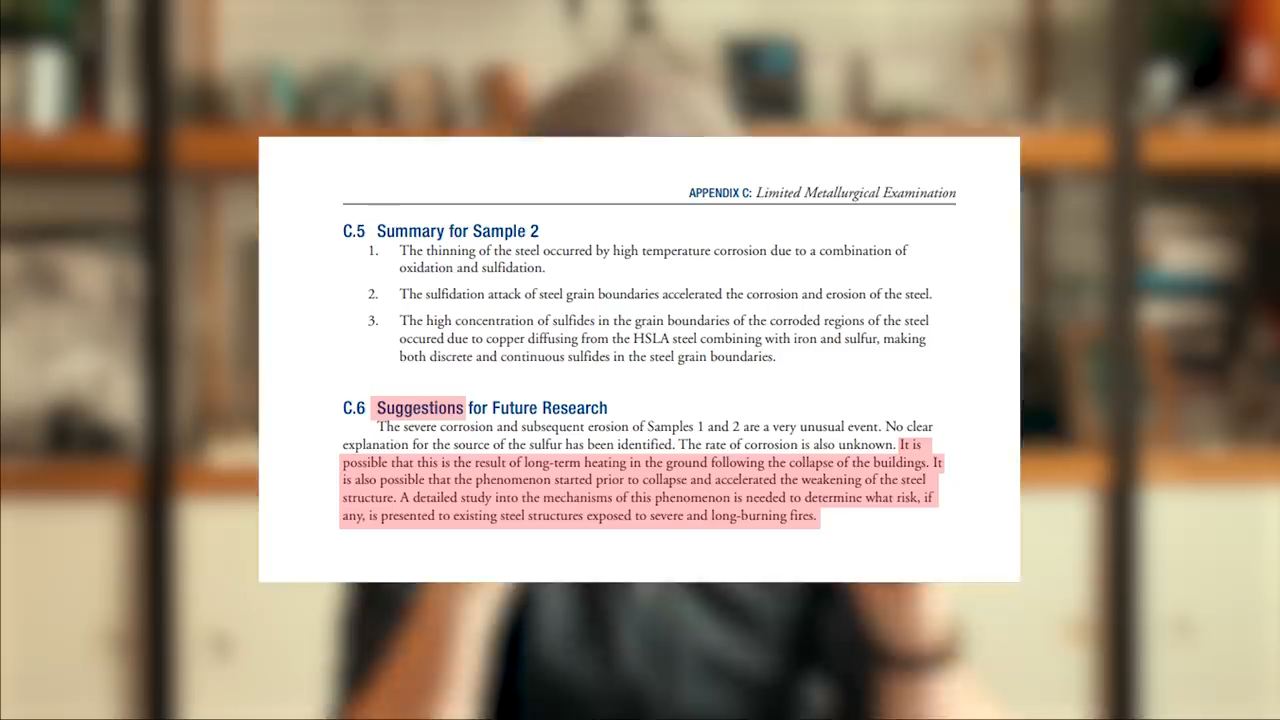 APPENDIX C: Limited Metallurgical Examination
C.5 Summary for Sample 2
1. The thinning of the steel occurred by high temperature corrosion due to a combination of
oxidation and sulfidation.
2. The sulfidation attack of steel grain boundaries accelerated the corrosion and erosion of the steel.
3. The high concentration of sulfides in the grain boundaries of the corroded regions of the steel
occured due to copper diffusing from the HSLA steel combining with iron and sulfur, making
both discrete and continuous sulfides in the steel grain boundaries.
C.6 Suggestions for Future Research
The severe corrosion and subsequent erosion of Samples 1 and 2 are a very unusual event. No clear
explanation for the source of the sulfur has been identified. The rate of corrosion is also unknown. It is
possible that this is the result of long-term heating in the ground following the collapse of the buildings. It
is also possible that the phenomenon started prior to collapse and accelerated the weakening of the steel
structure. A detailed study into the mechanisms of this phenomenon is needed to determine what risk, if
any, is presented to existing steel structures exposed to severe and long-burning fires.